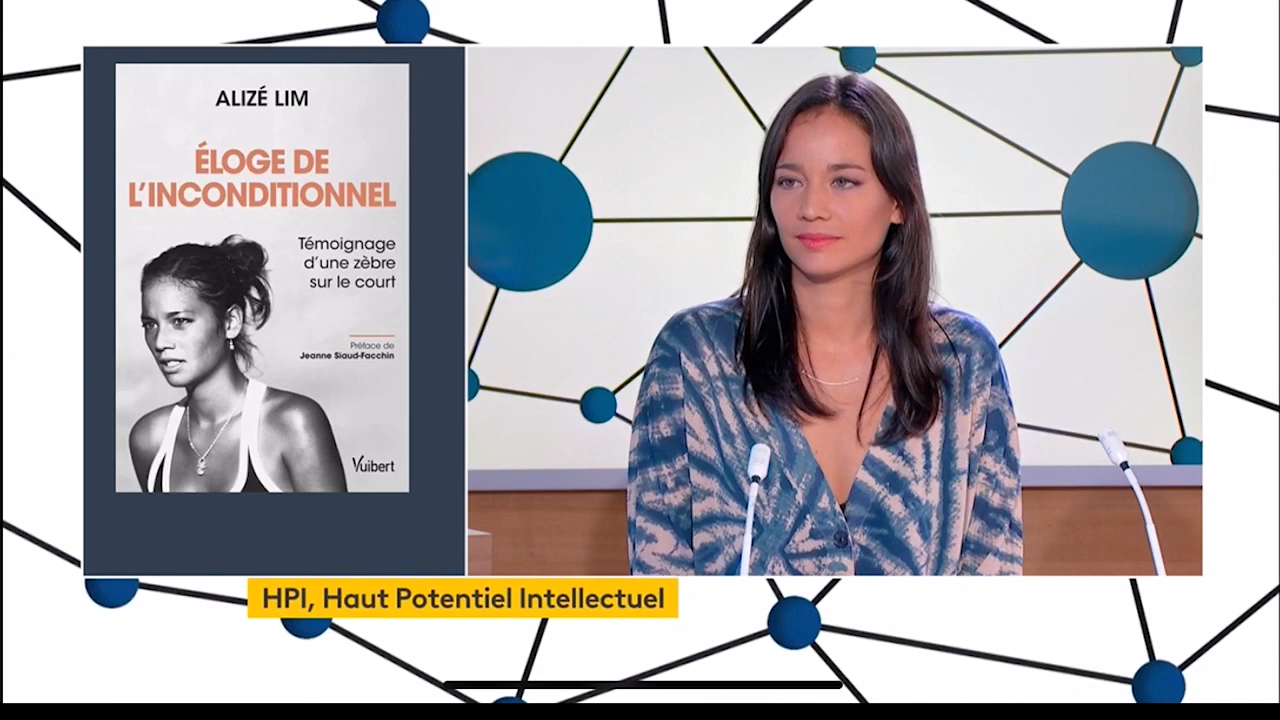 ALIZÉ LIM
ÉLOGE DE
L'INCONDITIONNEL
Témoignage
d'une zèbre
sur le court
Préface de
Jeanne Siaud-Facchin
Vuibert
HPI, Haut Potentiel Intellectuel